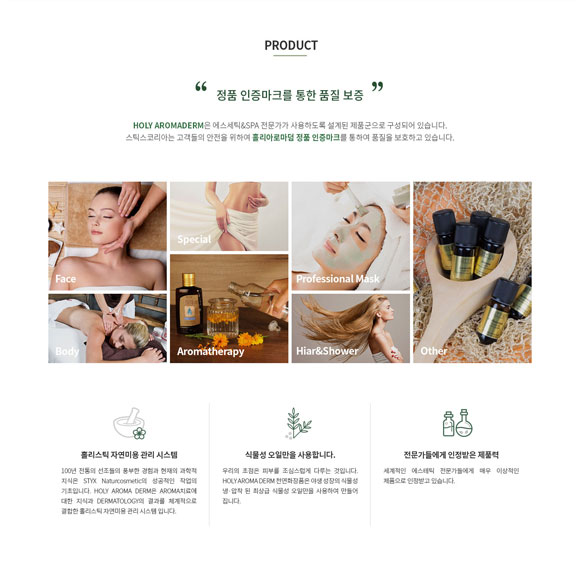 PRODUCT
“ 정품 인증마크를 통한 품질 보증 ”
HOLY AROMADERM은 에스세틱&SPA 전문가가 사용하도록 설계된 제품군으로 구성되어 있습니다.
스틱스코리아는 고객들의 안전을 위하여 홀리아로마덤 정품 인증마크를 통하여 품질을 보호하고 있습니다.
Face
Special
Professional Mask
Body
Aromatherapy
Hiar&Shower
Other
홀리스틱 자연미용 관리 시스템
100년 전통의 선조들의 풍부한 경험과 현재의 과학적
지식은 STYX Naturcosmetic의 성공적인 작업의
기초입니다. HOLY AROMA DERM은 AROMA치료에
대한 지식과 DERMATOLOGY의 결과를 체계적으로
결합한 홀리스틱 자연미용 관리 시스템 입니다.
식물성 오일만을 사용합니다.
우리의 초점은 피부를 조심스럽게 다루는 것입니다.
HOLY AROMA DERM 천연화장품은 야생 성장의 식물성
생·압착 된 최상급 식물성 오일만을 사용하여 만들어
집니다.
전문가들에게 인정받은 제품력
세계적인 에스테틱 전문가들에게 매우 이상적인
제품으로 인정받고 있습니다.